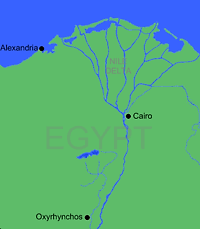 Alexandria
NILE
DELTA
Cairo
EGYPT
Oxyrhynchos